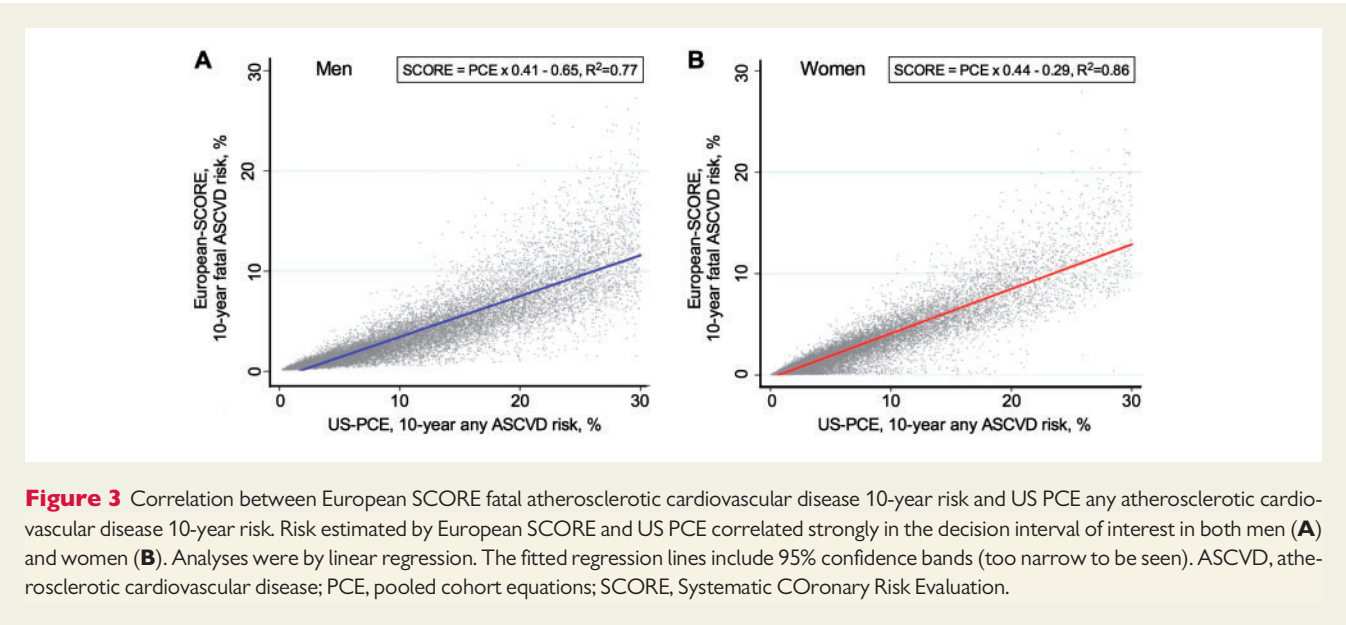 A
Men
SCORE = PCE x 0.41 - 0.65, R²=0.77
30
20
10
0
European-SCORE,
10-year fatal ASCVD risk, %
0 10 20 30
US-PCE, 10-year any ASCVD risk, %
B
Women
SCORE = PCE x 0.44 - 0.29, R²=0.86
30
20
10
0
European-SCORE,
10-year fatal ASCVD risk, %
0 10 20 30
US-PCE, 10-year any ASCVD risk, %
Figure 3 Correlation between European SCORE fatal atherosclerotic cardiovascular disease 10-year risk and US PCE any atherosclerotic cardio-
vascular disease 10-year risk. Risk estimated by European SCORE and US PCE correlated strongly in the decision interval of interest in both men (A)
and women (B). Analyses were by linear regression. The fitted regression lines include 95% confidence bands (too narrow to be seen). ASCVD, athe-
rosclerotic cardiovascular disease; PCE, pooled cohort equations; SCORE, Systematic COronary Risk Evaluation.